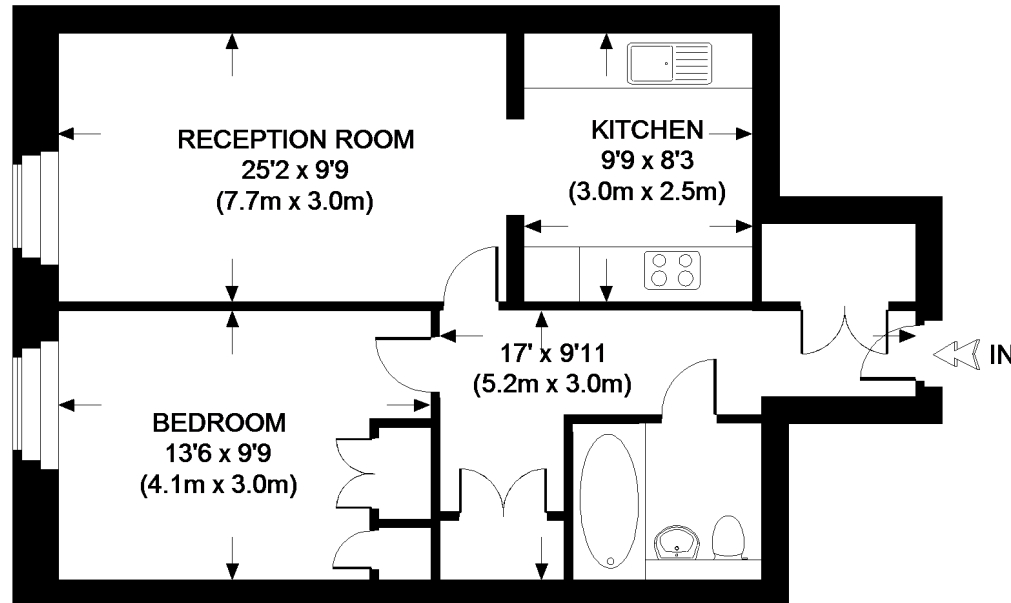 RECEPTION ROOM
25'2 x 9'9
(7.7m x 3.0m)
KITCHEN
9'9 x 8'3
(3.0m x 2.5m)
17' x 9'11
(5.2m x 3.0m)
IN
BEDROOM
13'6 x 9'9
(4.1m x 3.0m)